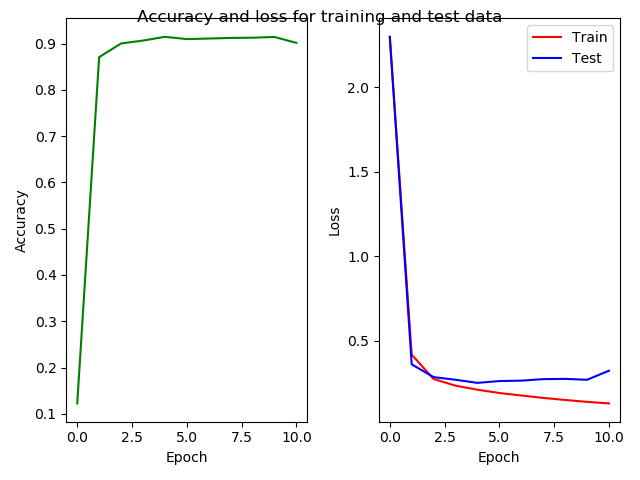 Accuracy and loss for training and test data
0.9
0.8
0.7
0.6
0.5
0.4
0.3
0.2
0.1
Accuracy
0.0 2.5 5.0 7.5 10.0
Epoch
Train
Test
2.0
1.5
1.0
0.5
Loss
0.0 2.5 5.0 7.5 10.0
Epoch